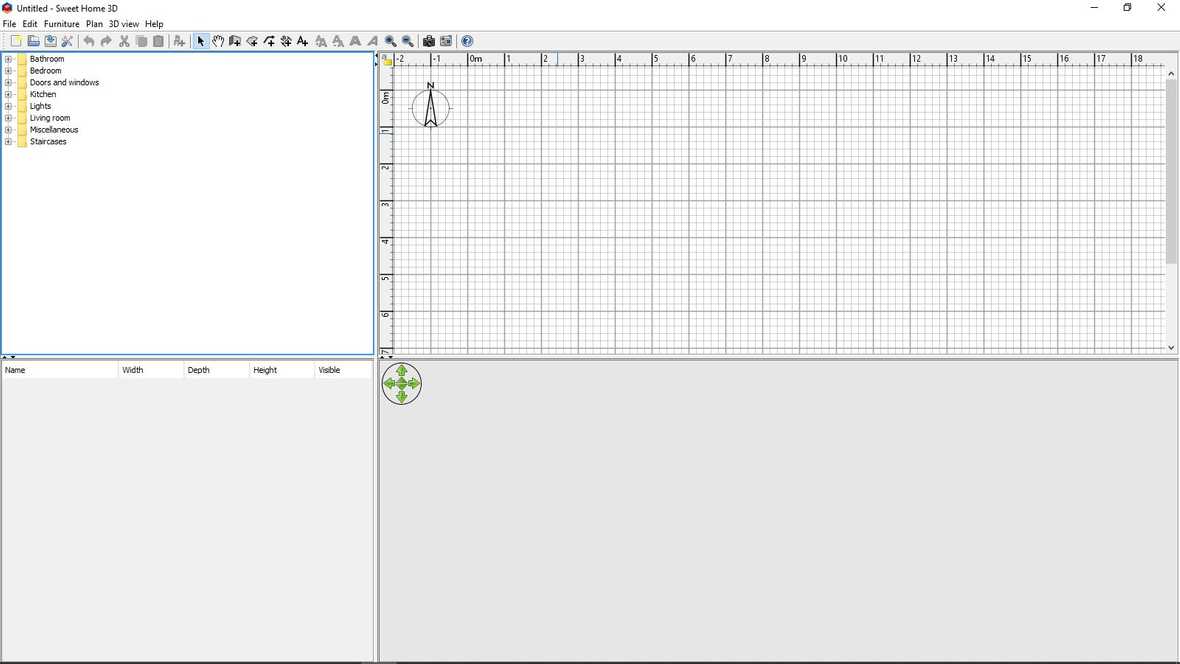 Untitled - Sweet Home 3D
File Edit Furniture Plan 3D view Help
Bathroom
Bedroom
Doors and windows
Kitchen
Lights
Living room
Miscellaneous
Staircases
-2 -1 0m 1 2 3 4 5 6 7 8 9 10 11 12 13 14 15 16 17 18
N
0m
1
2
3
4
5
6
7
Name Width Depth Height Visible